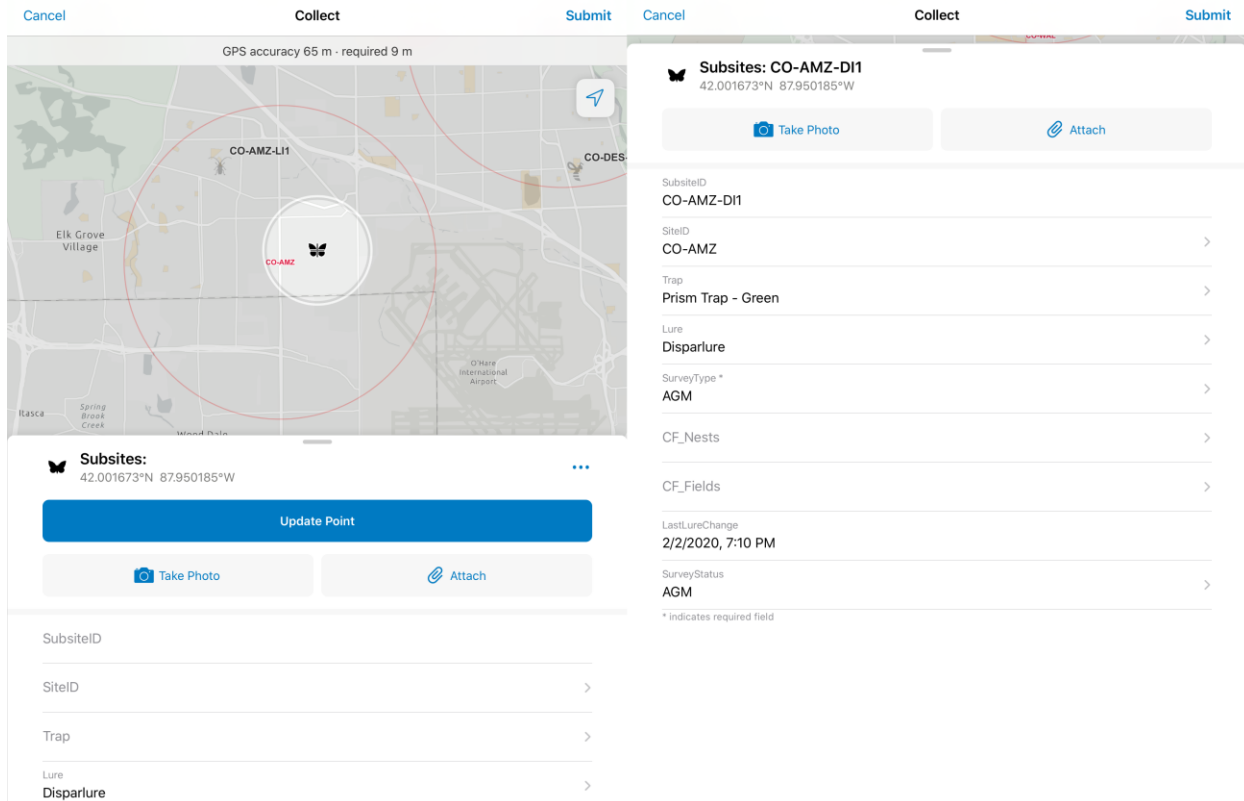 Cancel
Collect
Submit
GPS accuracy 65 m · required 9 m
CO-AMZ-LI1
CO-DES-
Elk Grove
Village
CO-AMZ
O'Hare
International
Airport
Itasca
Spring
Brook
Creek
Wood Dale
Subsites:
42.001673°N 87.950185°W
Update Point
Take Photo
Attach
SubsiteID
SiteID
Trap
Lure
Disparlure
Cancel
Collect
Submit
CO-WAL
Subsites: CO-AMZ-DI1
42.001673°N 87.950185°W
Take Photo
Attach
SubsiteID
CO-AMZ-DI1
SiteID
CO-AMZ
Trap
Prism Trap - Green
Lure
Disparlure
SurveyType *
AGM
CF_Nests
CF_Fields
LastLureChange
2/2/2020, 7:10 PM
SurveyStatus
AGM
* indicates required field